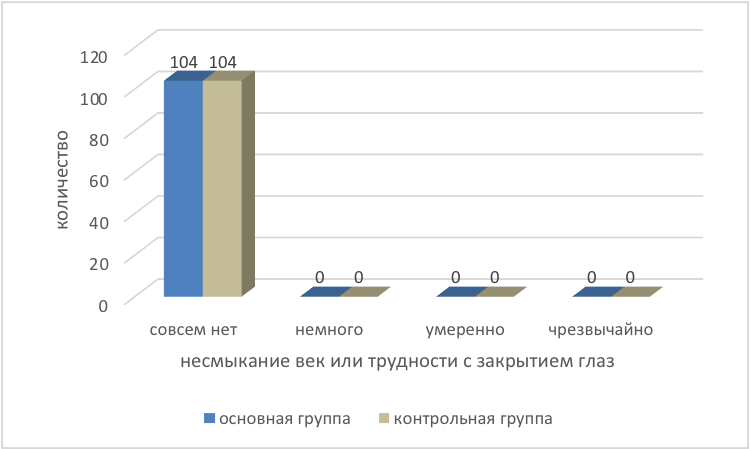 120
100
80
60
40
20
0
количество
104 104
0 0
0 0
0 0
совсем нет
немного
умеренно
чрезвычайно
несмыкание век или трудности с закрытием глаз
основная группа
контрольная группа